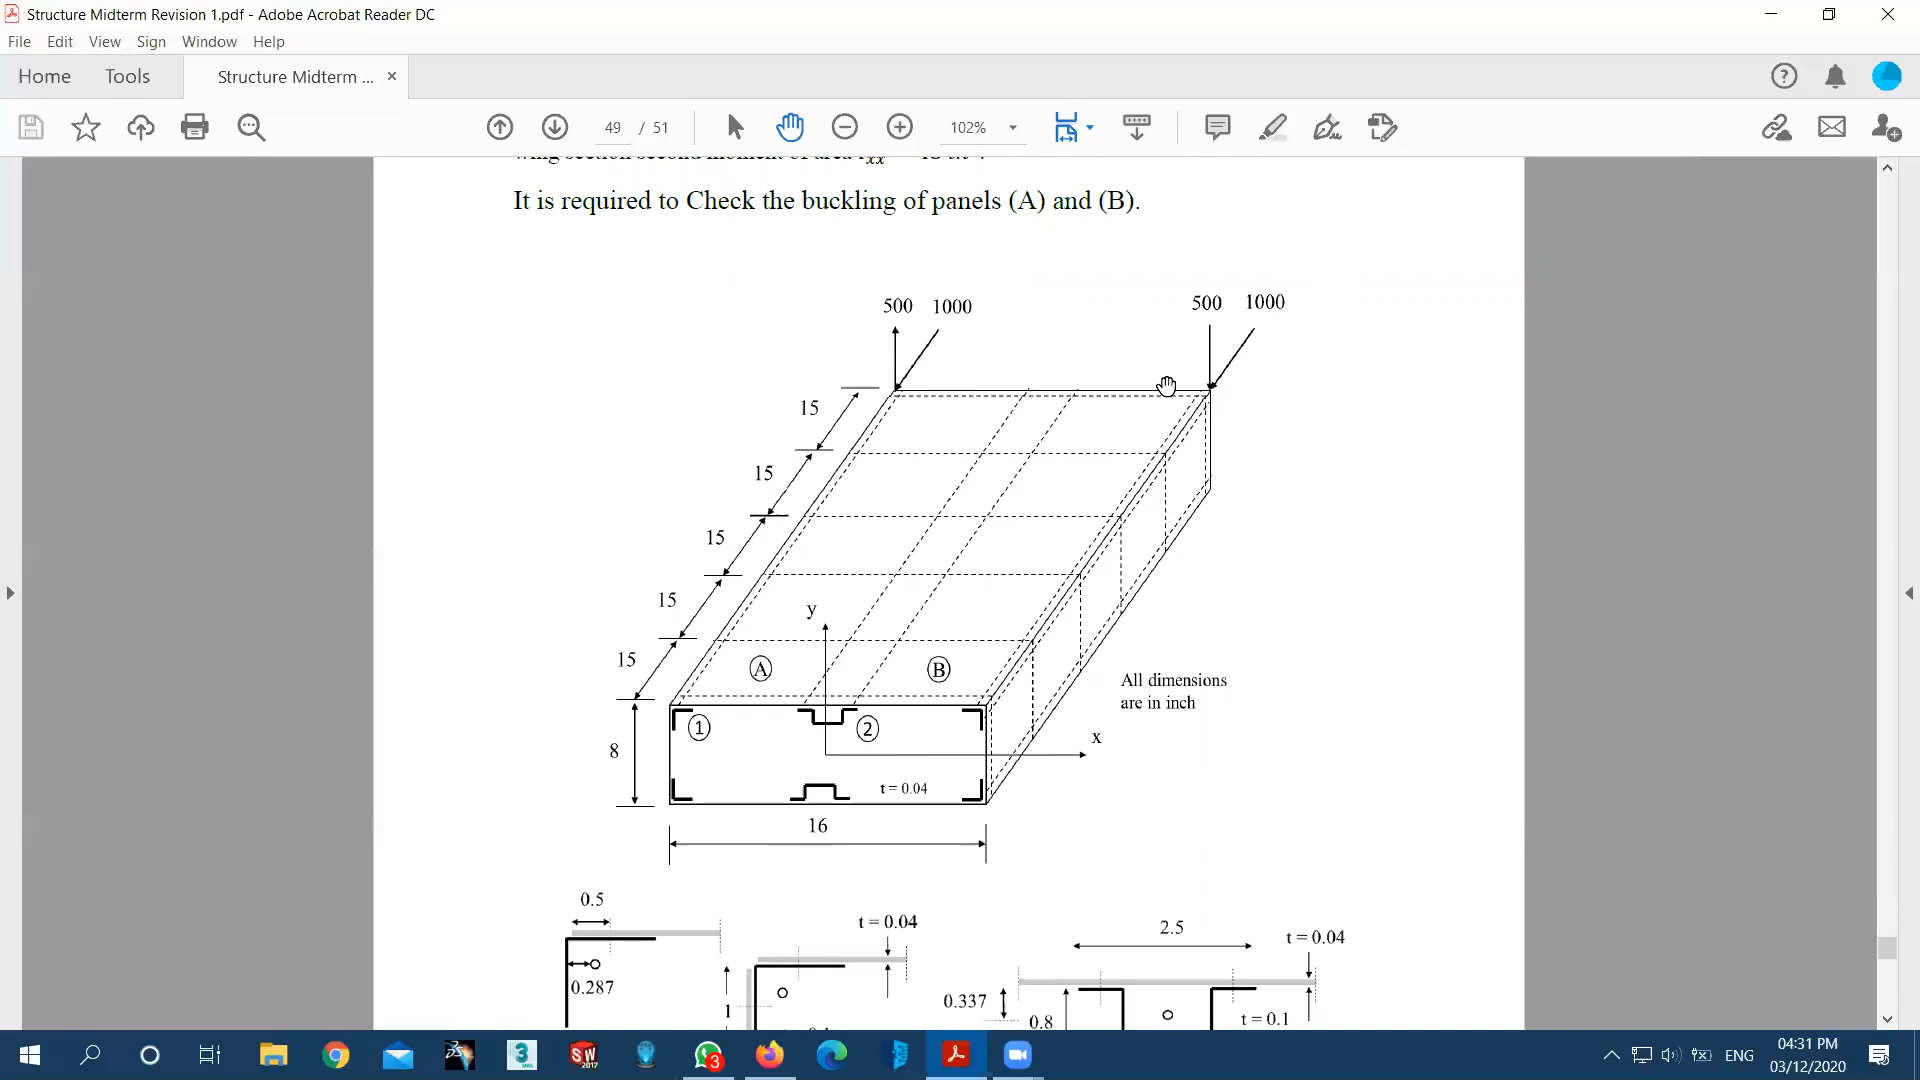 Structure Midterm Revision 1.pdf - Adobe Acrobat Reader DC
File Edit View Sign Window Help
Home Tools Structure Midterm ... ×
49 / 51 102%
It is required to Check the buckling of panels (A) and (B).
500 1000 500 1000
15
15
15
15
15
y
A B
All dimensions
are in inch
1 2
x
8
t = 0.04
16
0.5
t = 0.04
2.5
t = 0.04
0.287
1
0.337
0.8
t = 0.1
3
SW
2017
3
ENG
04:31 PM
03/12/2020